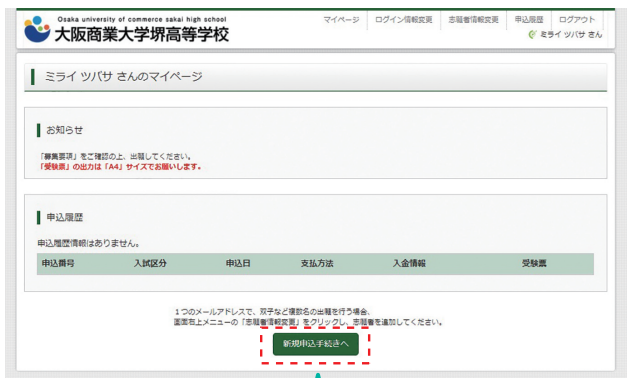 Osaka university of commerce sakai high school
大阪商業大学堺高等学校
マイページ ログイン情報変更 志願者情報変更 申込履歴 ログアウト
ミライ ツバサ さん
ミライ ツバサ さんのマイページ
お知らせ
「募集要項」をご確認の上、出願してください。
「受験票」の出力は「A4」サイズでお願いします。
申込履歴
申込履歴情報はありません。
申込番号 入試区分 申込日 支払方法 入金情報 受験票
1つのメールアドレスで、双子など複数名の出願を行う場合、
画面右上メニューの「志願者情報変更」をクリックし、志願者を追加してください。
新規申込手続きへ